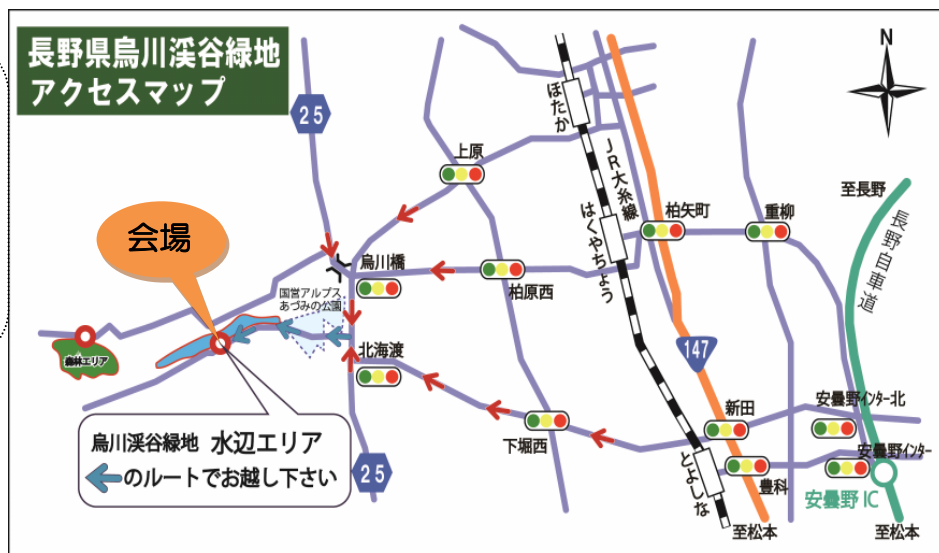 長野県烏川渓谷緑地
アクセスマップ
25
ほたか
上原
JR大糸線
N
至長野
長野自動車道
柏矢町
重柳
はくやちょう
会場
烏川橋
柏原西
国営アルプス
あづみの公園
森林エリア
北海渡
147
新田
安曇野インター北
下堀西
烏川渓谷緑地 水辺エリア
のルートでお越し下さい
25
とよしな
豊科
安曇野インター
安曇野IC
至松本
至松本